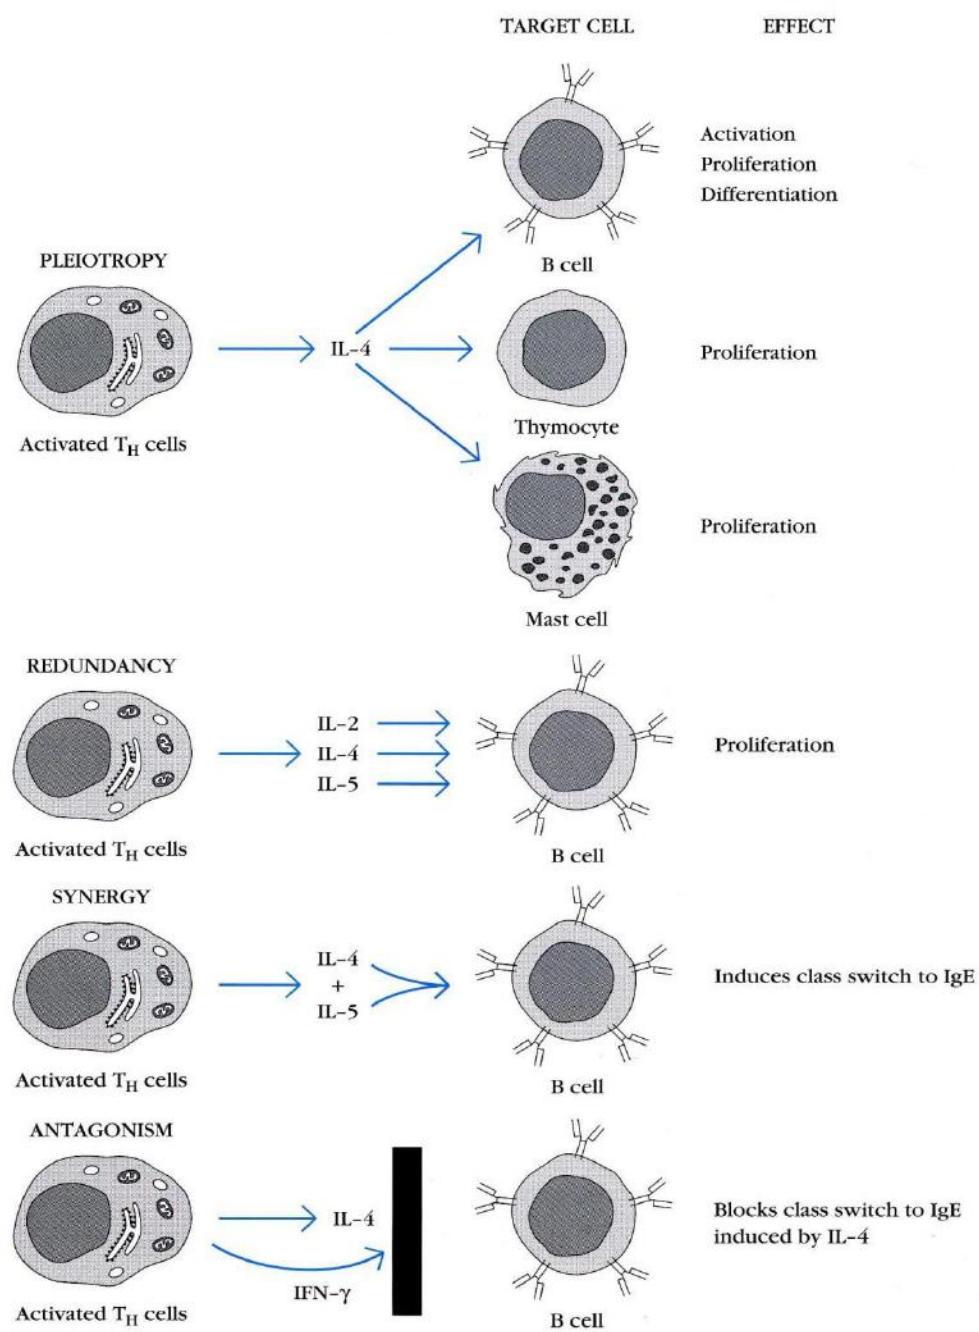 TARGET CELL
EFFECT
Activation
Proliferation
Differentiation
B cell
PLEIOTROPY
IL-4
Proliferation
Activated TH cells
Thymocyte
Proliferation
Mast cell
REDUNDANCY
IL-2
IL-4
IL-5
Proliferation
Activated TH cells
B cell
SYNERGY
IL-4
+
IL-5
Induces class switch to IgE
Activated TH cells
B cell
ANTAGONISM
IL-4
IFN-γ
Blocks class switch to IgE
induced by IL-4
Activated TH cells
B cell